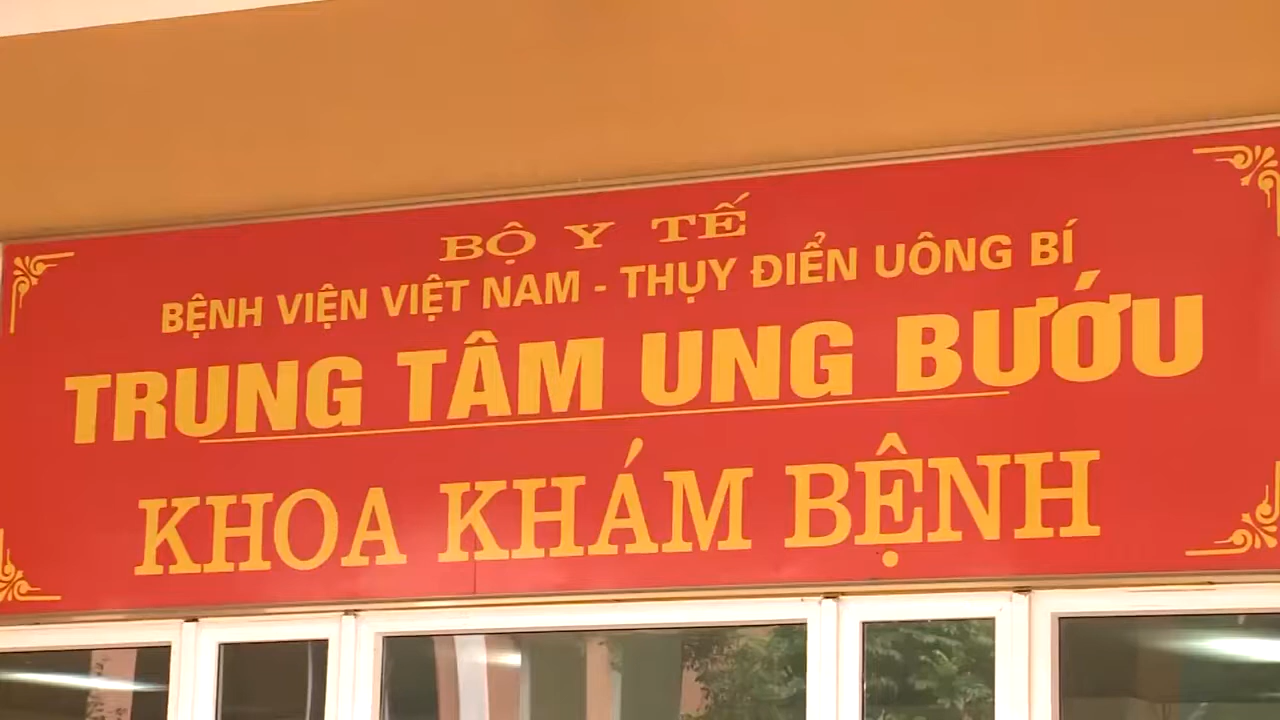 BỘ Y TẾ
BỆNH VIỆN VIỆT NAM - THỤY ĐIỂN UÔNG BÍ
TRUNG TÂM UNG BƯỚU
KHOA KHÁM BỆNH